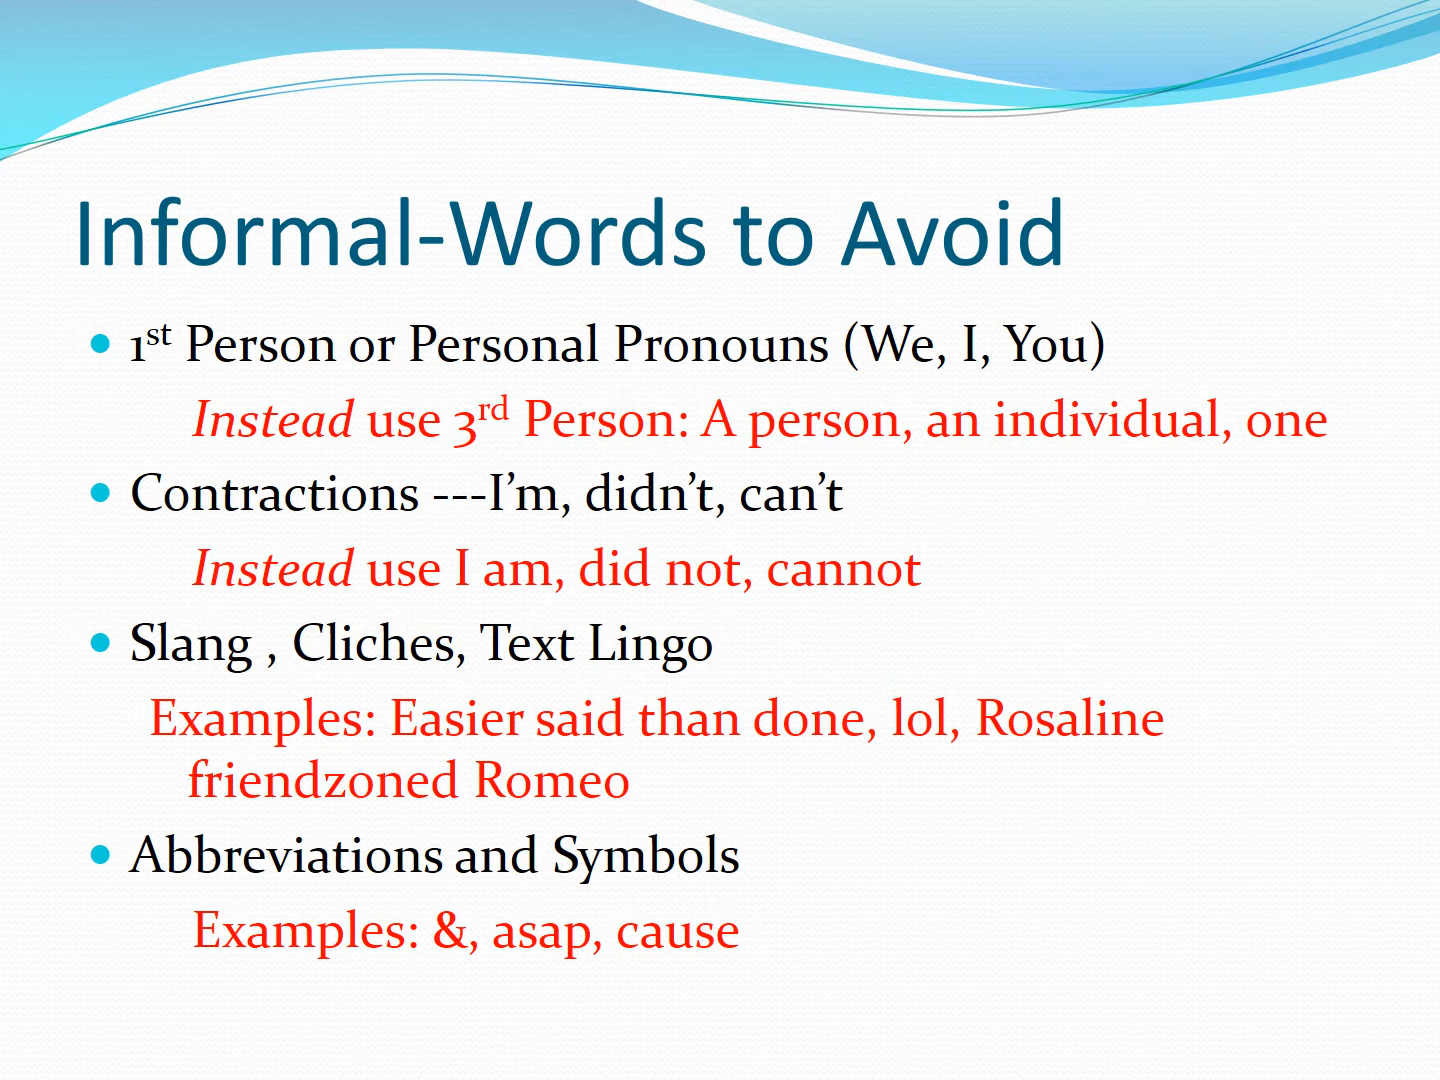 Informal-Words to Avoid
• 1st Person or Personal Pronouns (We, I, You)
Instead use 3rd Person: A person, an individual, one
• Contractions ---I’m, didn’t, can’t
Instead use I am, did not, cannot
• Slang , Cliches, Text Lingo
Examples: Easier said than done, lol, Rosaline
friendzoned Romeo
• Abbreviations and Symbols
Examples: &, asap, cause